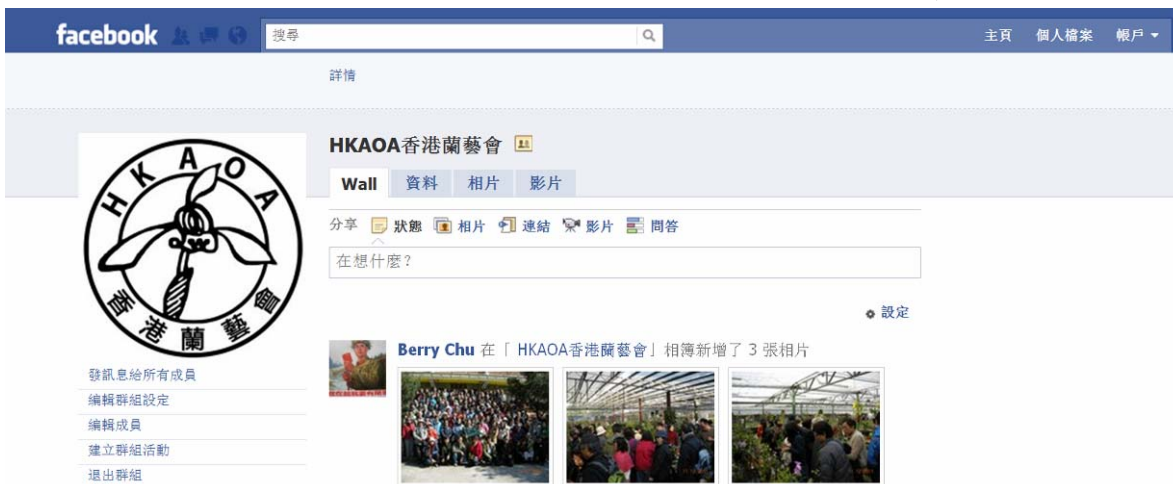 facebook 搜尋 主頁 個人檔案 帳戶
詳情
HKAOA香港蘭藝會
Wall 資料 相片 影片
分享 狀態 相片 連結 影片 問答
在想什麼?
設定
HKAOA
香港蘭藝會
Berry Chu 在「HKAOA香港蘭藝會」相簿新增了 3 張相片
發訊息給所有成員
編輯群組設定
編輯成員
建立群組活動
退出群組